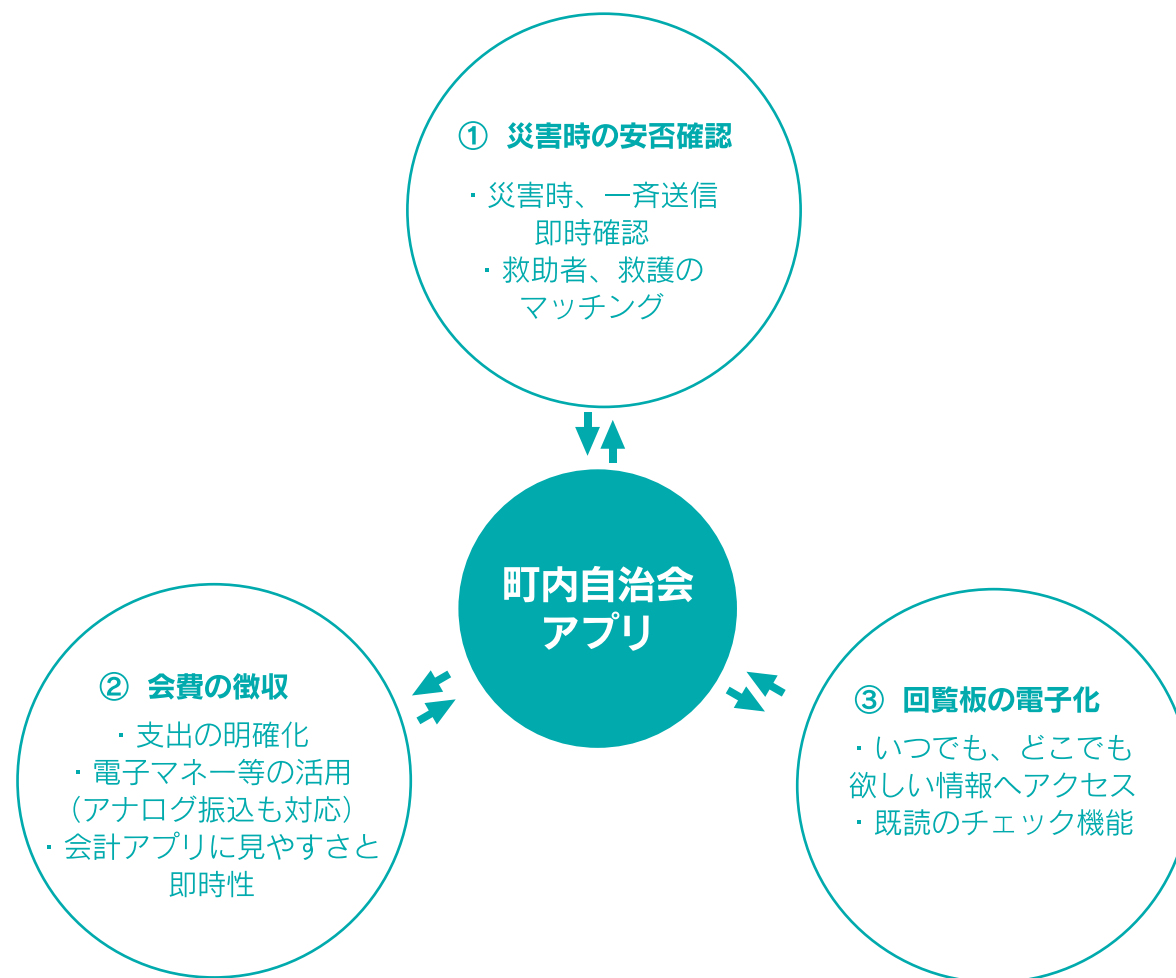 ① 災害時の安否確認
・災害時、一斉送信
即時確認
・救助者、救護の
マッチング
町内自治会
アプリ
② 会費の徴収
・支出の明確化
・電子マネー等の活用
（アナログ振込も対応）
・会計アプリに見やすさと
即時性
③ 回覧板の電子化
・いつでも、どこでも
欲しい情報へアクセス
・既読のチェック機能